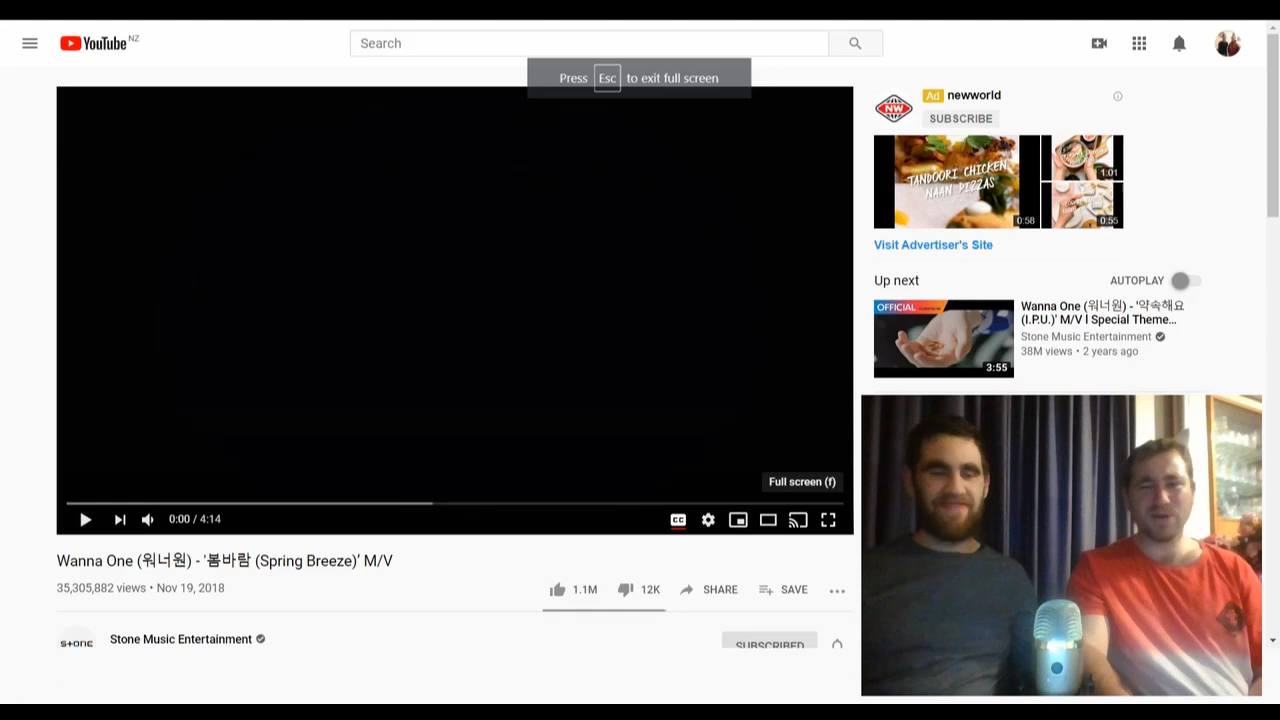 YouTube NZ
Search
Press Esc to exit full screen
Ad newworld
SUBSCRIBE
NW
TANDOORI CHICKEN
NAAN PIZZAS
0:58
1:01
0:55
Visit Advertiser's Site
Up next
AUTOPLAY
OFFICIAL
3:55
Wanna One (워너원) - '약속해요
(I.P.U.)' M/V l Special Theme...
Stone Music Entertainment
38M views • 2 years ago
Full screen (f)
0:00 / 4:14
CC
Wanna One (워너원) - '봄바람 (Spring Breeze)' M/V
35,305,882 views • Nov 19, 2018
1.1M
12K
SHARE
SAVE
S+ONE
Stone Music Entertainment
SUBSCRIBED